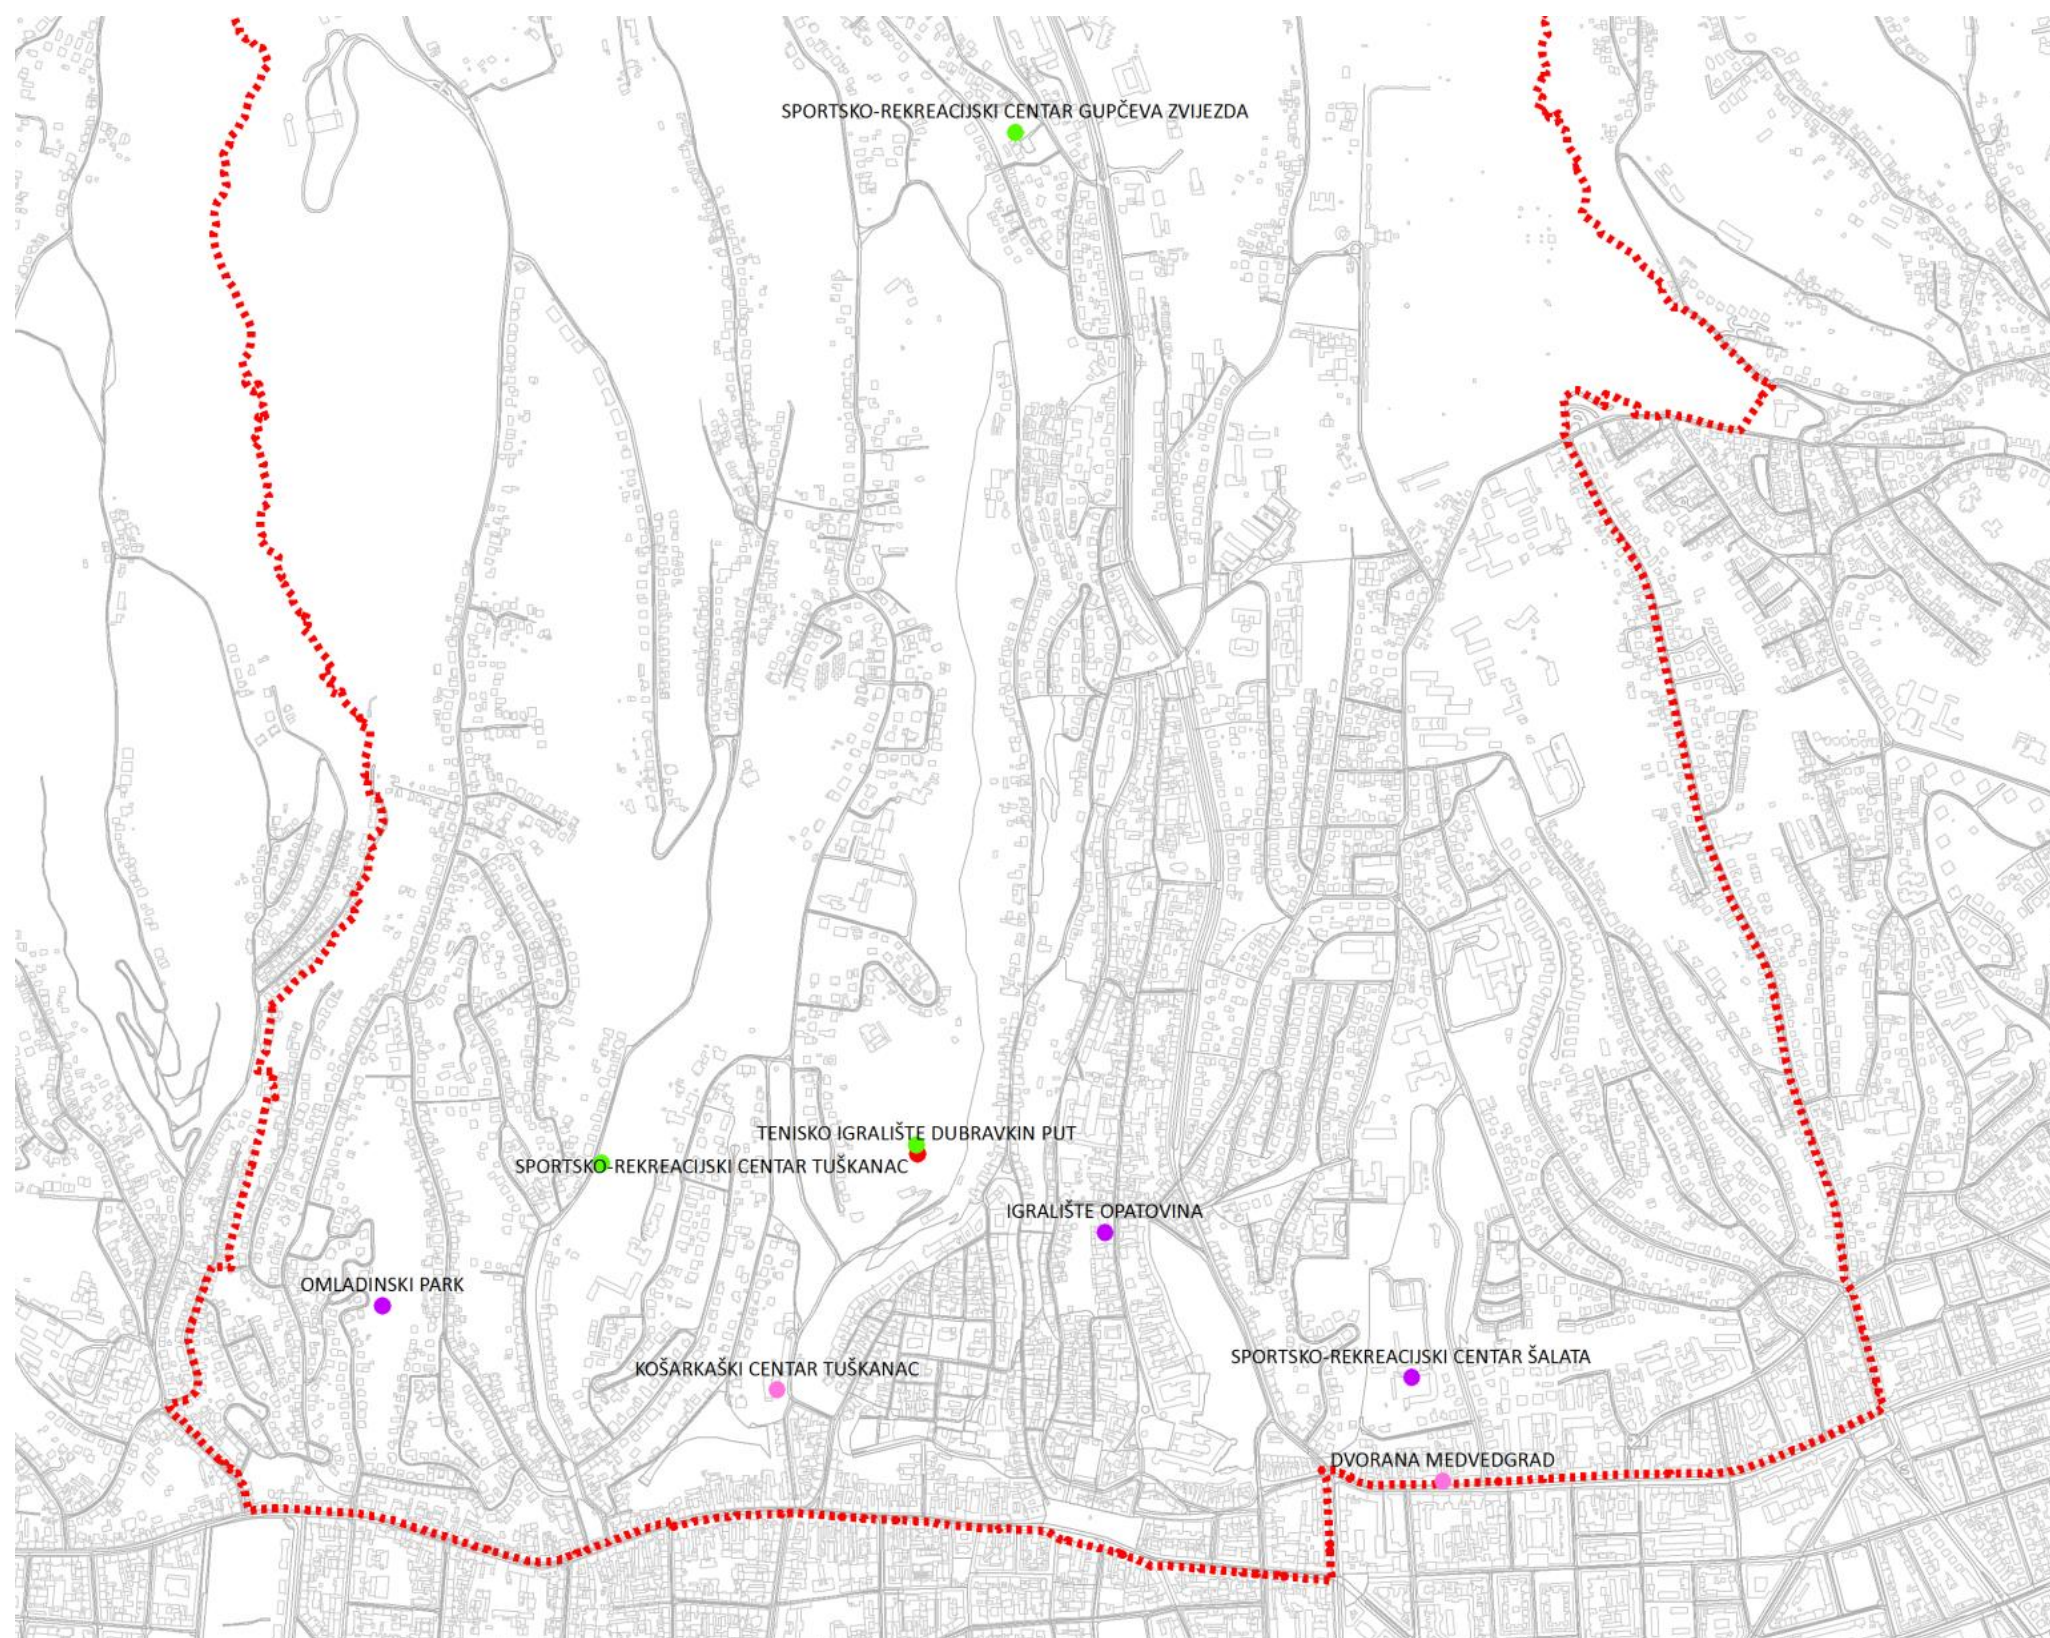 SPORTSKO-REKREACIJSKI CENTAR GUPČEVA ZVIJEZDA
TENISKO IGRALIŠTE DUBRAVKIN PUT
SPORTSKO-REKREACIJSKI CENTAR TUŠKANAC
IGRALIŠTE OPATOVINA
OMLADINSKI PARK
KOŠARKAŠKI CENTAR TUŠKANAC
SPORTSKO-REKREACIJSKI CENTAR ŠALATA
DVORANA MEDVEDGRAD